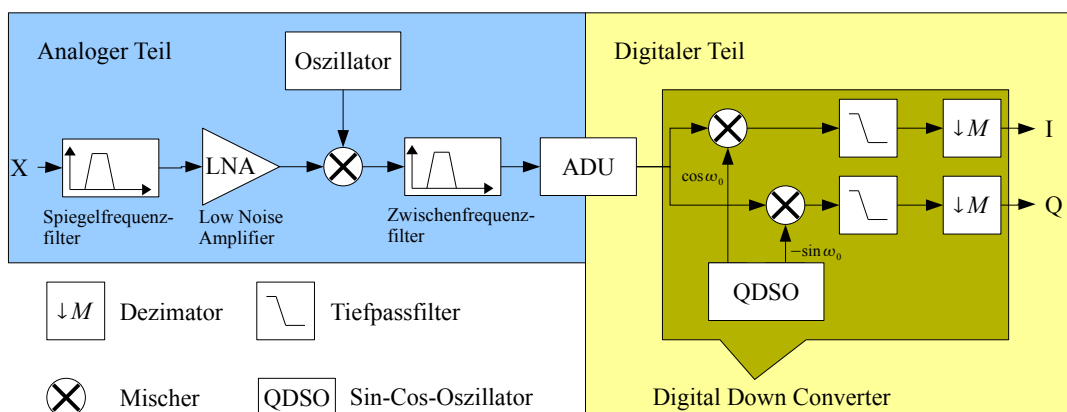 Analoger Teil
Digitaler Teil
Oszillator
X
LNA
ADU
cos ω₀
↓M
I
Spiegelfrequenz-
filter
Low Noise
Amplifier
Zwischenfrequenz-
filter
↓M
Q
−sin ω₀
QDSO
↓M
Dezimator
Tiefpassfilter
Mischer
QDSO
Sin-Cos-Oszillator
Digital Down Converter